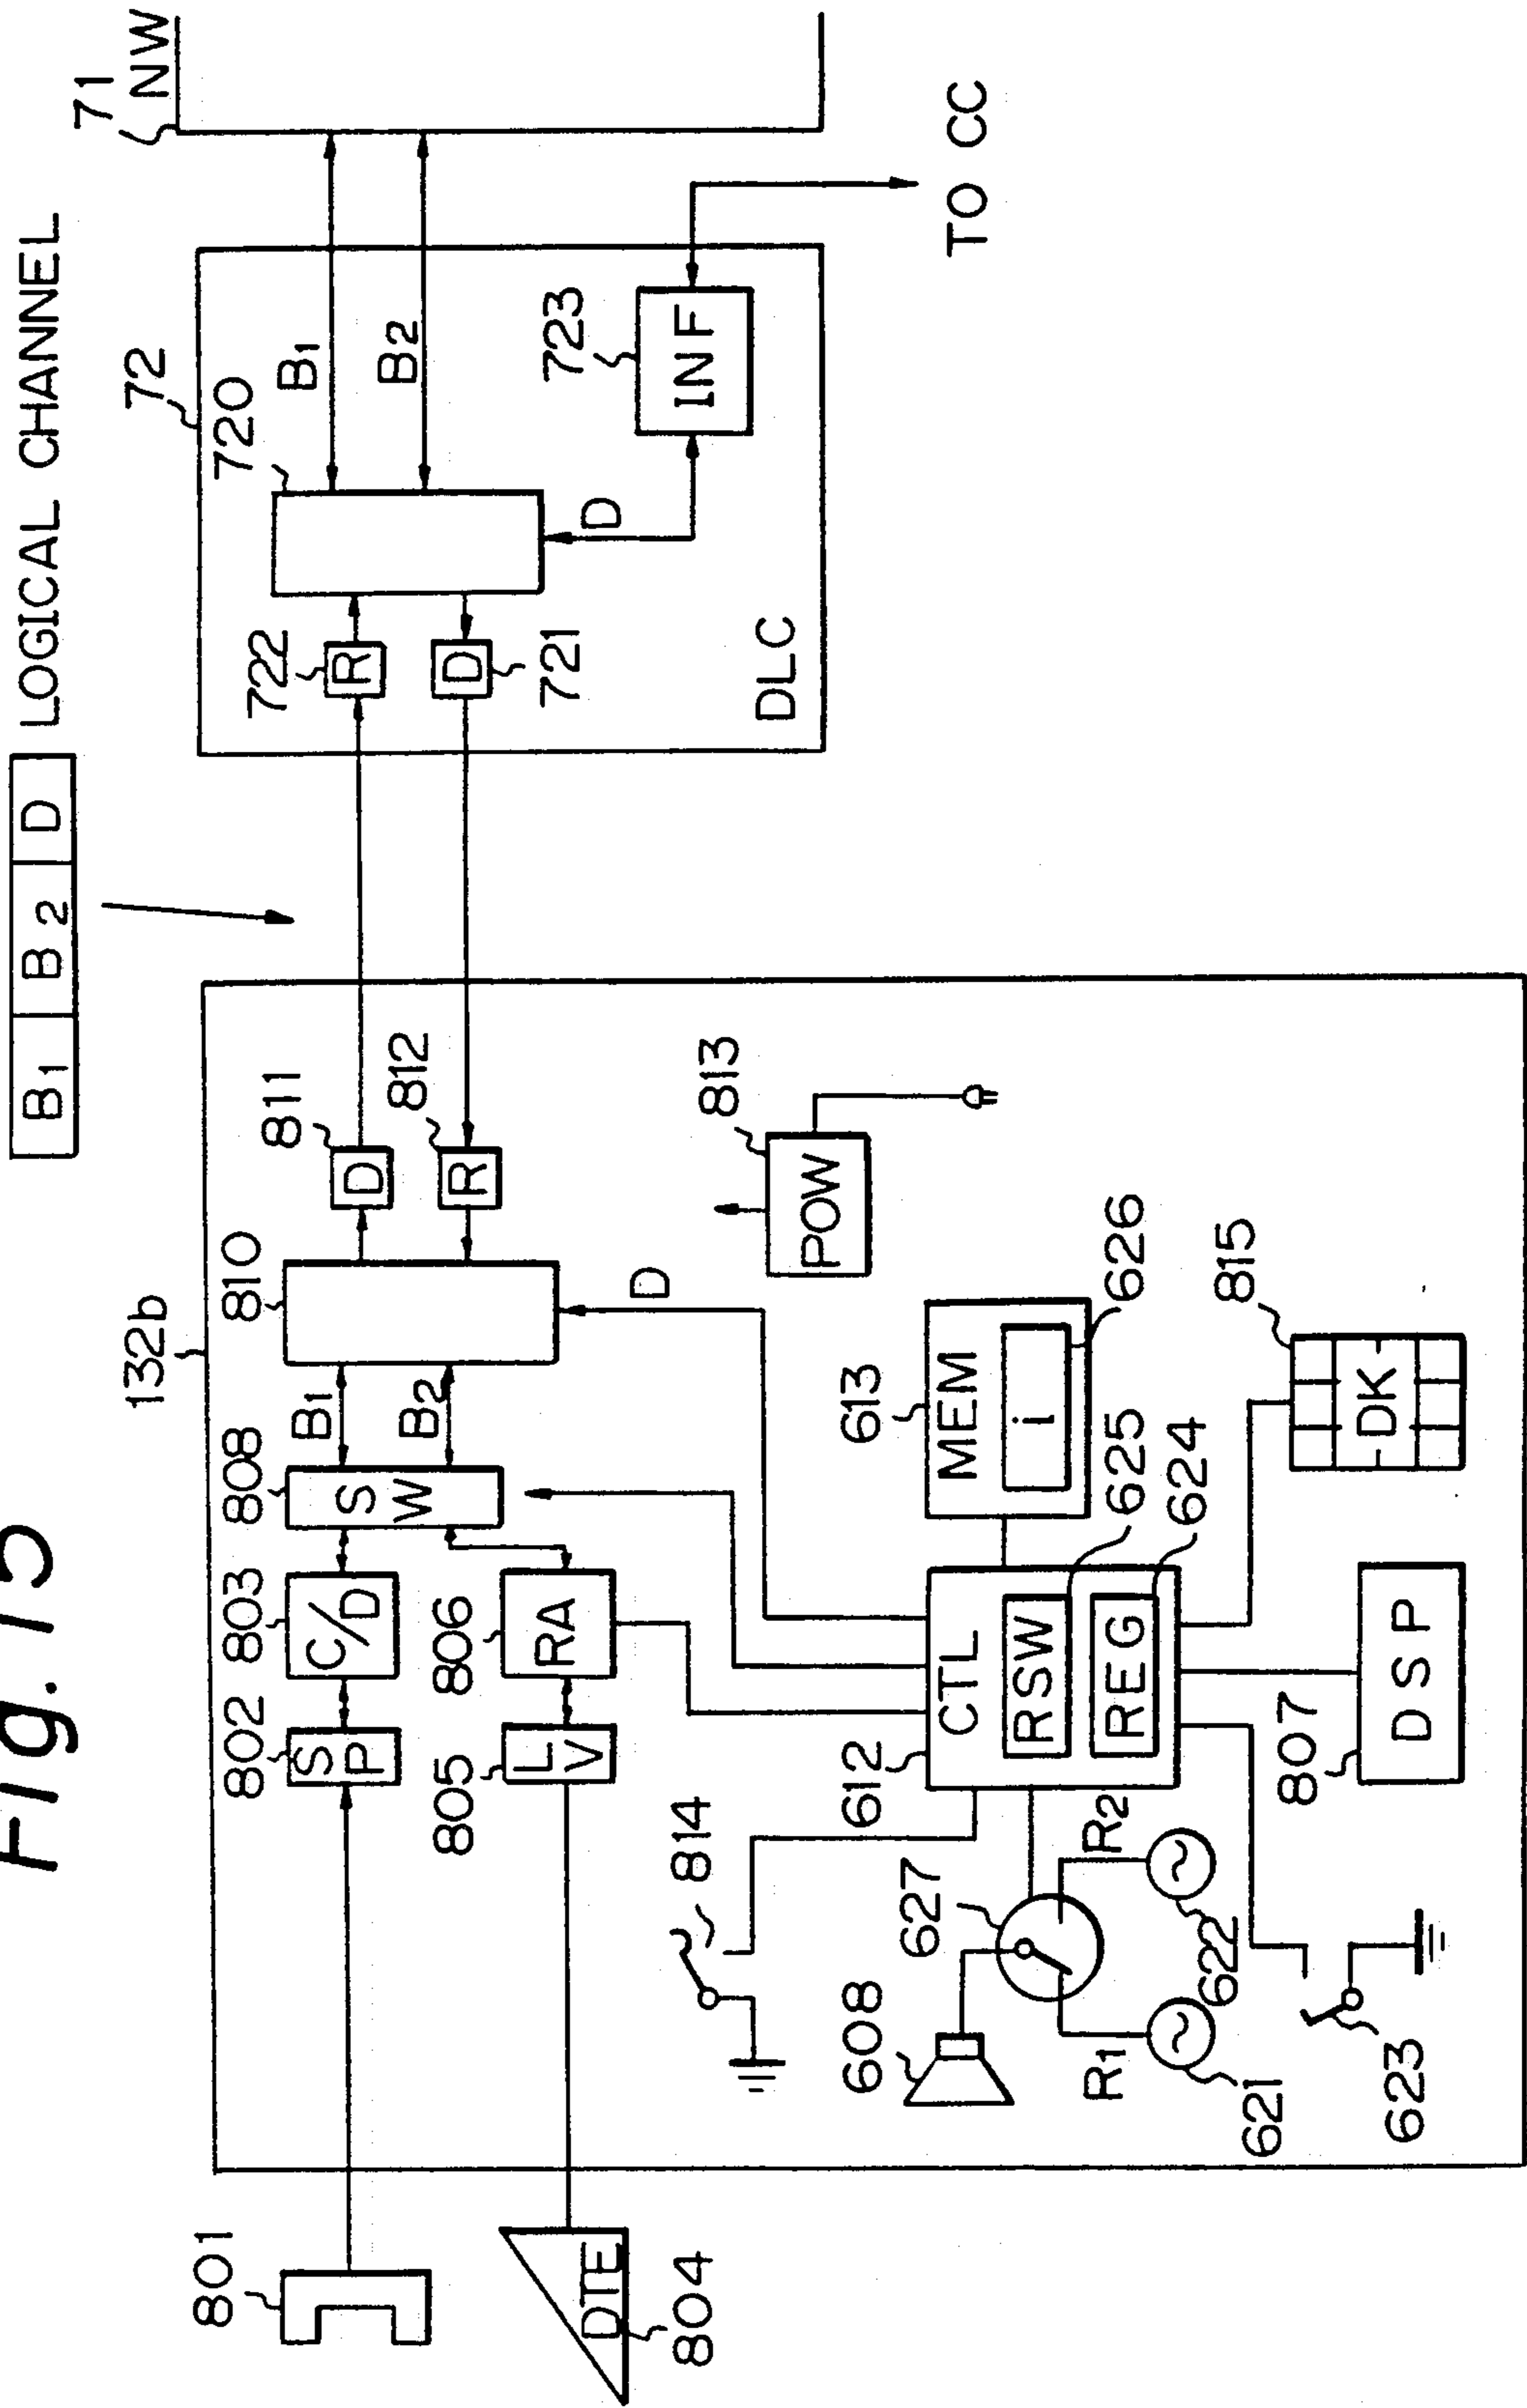 Fig. 15
B1 B2 D LOGICAL CHANNEL
132b
72
71
NW
801
802
SP
803
C/D
808
SW
B1
B2
810
811
D
812
R
722
R
721
D
720
B1
B2
D
723
INF
DLC
TO CC
804
DTE
805
LV
806
RA
D
813
POW
814
612
CTL
RSW
REG
613
MEM
i
626
625
624
608
627
R1
R2
621
622
623
807
DSP
815
DK